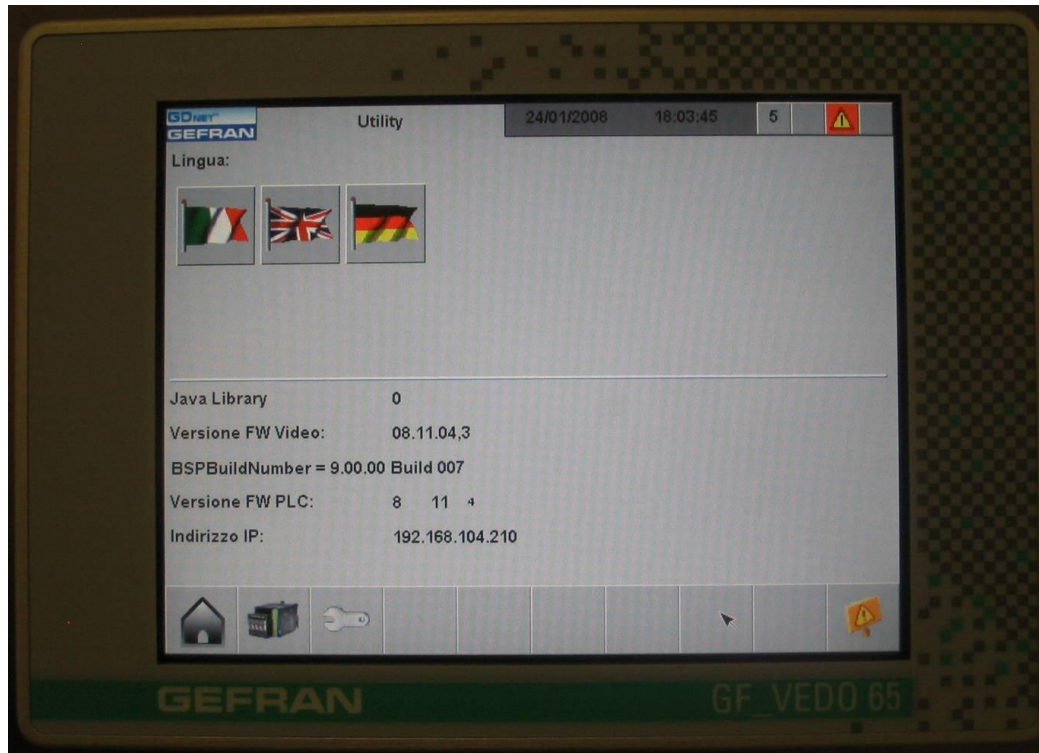 GDNET™
GEFRAN
Utility
24/01/2008 18:03:45 5
Lingua:
Java Library 0
Versione FW Video: 08.11.04,3
BSPBuildNumber = 9.00.00 Build 007
Versione FW PLC: 8 11 4
Indirizzo IP: 192.168.104.210
GEFRAN GF_VEDO 65